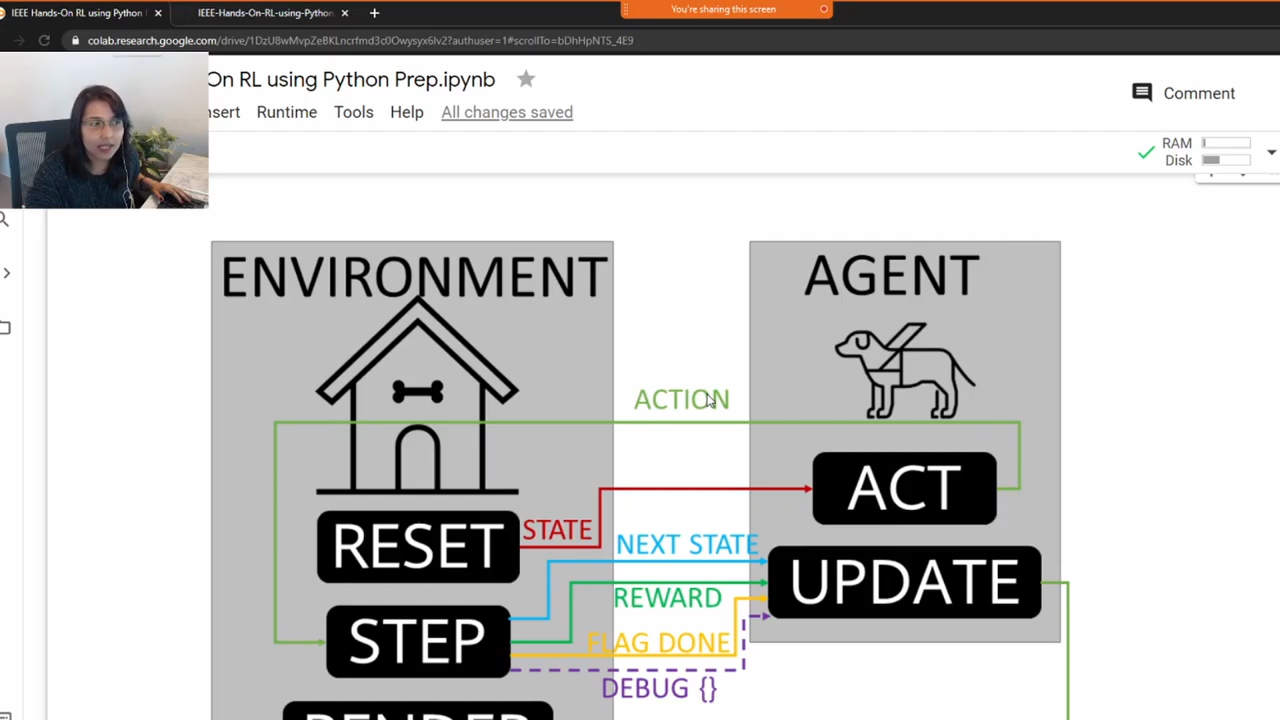 IEEE Hands-On RL using Python
IEEE-Hands-On-RL-using-Python
You're sharing this screen
colab.research.google.com/drive/1DzU8wMvpZeBKLncrfmd3c0Owysyx6lv2?authuser=1#scrollTo=bDhHpNTS_4E9
On RL using Python Prep.ipynb
Comment
nsert Runtime Tools Help All changes saved
RAM
Disk
ENVIRONMENT
AGENT
ACTION
ACT
RESET
STATE
NEXT STATE
UPDATE
REWARD
STEP
FLAG DONE
DEBUG {}
RENDER